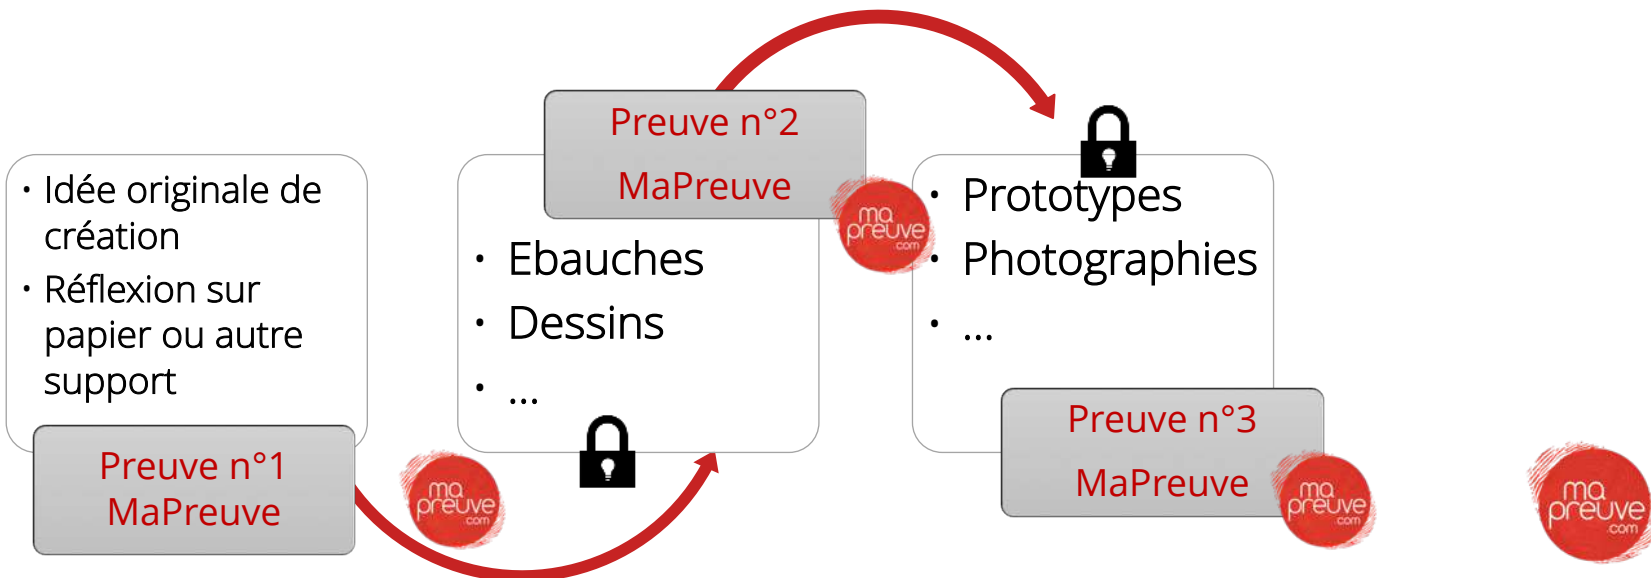 · Idée originale de
création
· Réflexion sur
papier ou autre
support
Preuve n°1
MaPreuve
ma
preuve
.com
Preuve n°2
MaPreuve
ma
preuve
.com
· Ebauches
· Dessins
· ...
· Prototypes
· Photographies
· ...
Preuve n°3
MaPreuve
ma
preuve
.com
ma
preuve
.com